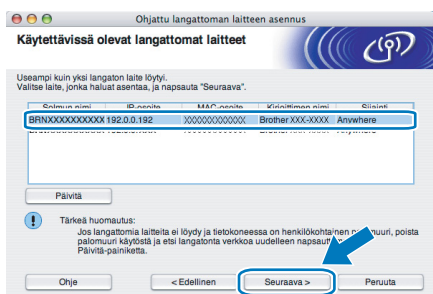 Ohjattu langattoman laitteen asennus
Käytettävissä olevat langattomat laitteet
Useampi kuin yksi langaton laite löytyi.
Valitse laite, jonka haluat asentaa, ja napsauta "Seuraava".
Solmun nimi IP-osoite MAC-osoite Kirjoittimen nimi Sijainti
BRNXXXXXXXXXX 192.0.0.192 XXXXXXXXXXXX Brother XXX-XXXX Anywhere
Päivitä
Tärkeä huomautus:
Jos langattomia laitteita ei löydy ja tietokoneessa on henkilökohtainen palomuuri, poista
palomuuri käytöstä ja etsi langatonta verkkoa uudelleen
Päivitä-painiketta.
Ohje < Edellinen Seuraava > Peruuta